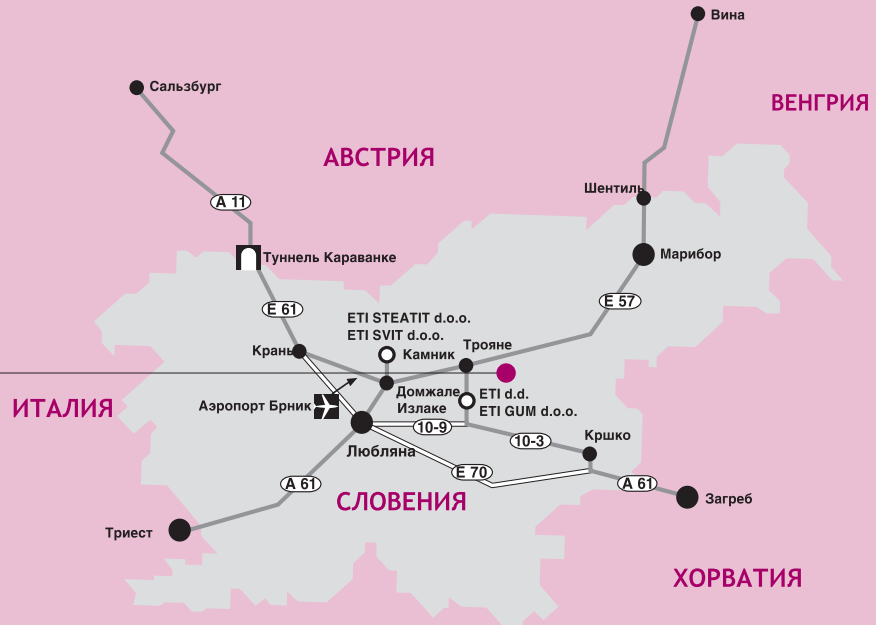 Вина
Сальзбург
ВЕНГРИЯ
АВСТРИЯ
Шентиль
A 11
Туннель Караванке
Марибор
E 57
E 61
ETI STEATIT d.o.o.
ETI SVIT d.o.o.
Трояне
Крань
Камник
Домжале
ETI d.d.
Аэропорт Брник
Излаке
ETI GUM d.o.o.
ИТАЛИЯ
10-9
10-3
Кршко
Любляна
E 70
A 61
A 61
СЛОВЕНИЯ
Загреб
Триест
ХОРВАТИЯ